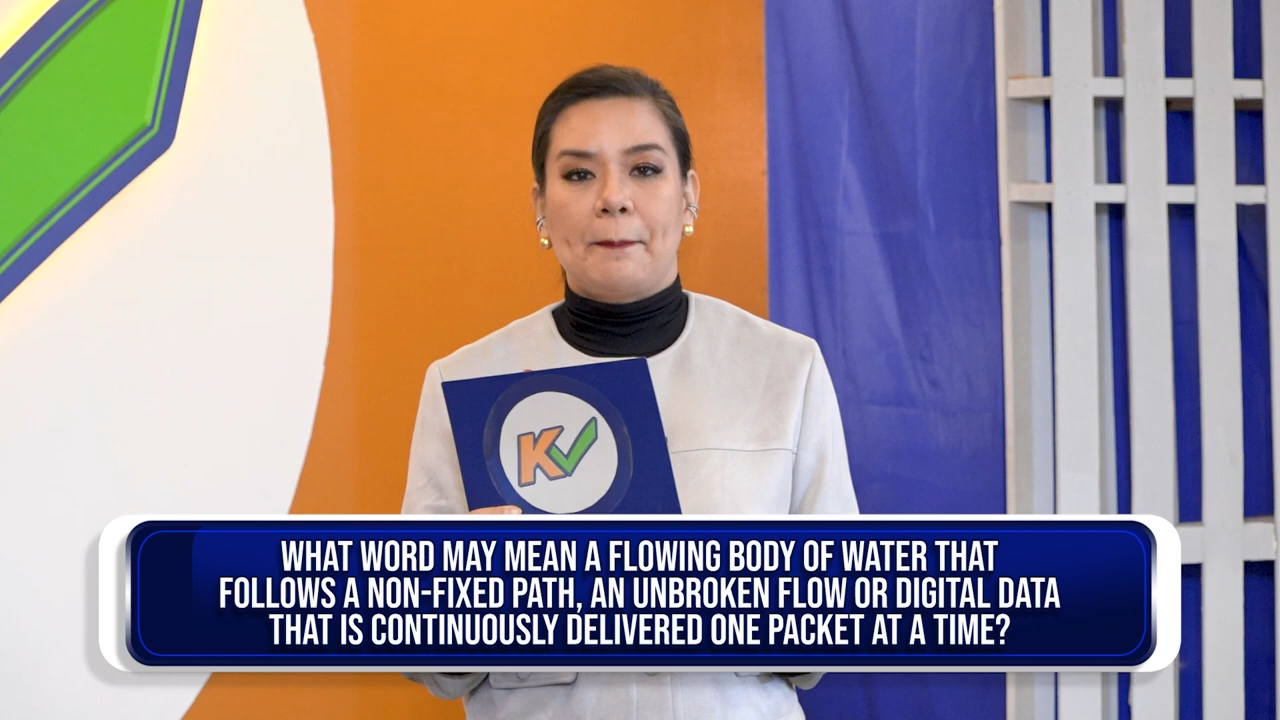 K
WHAT WORD MAY MEAN A FLOWING BODY OF WATER THAT
FOLLOWS A NON-FIXED PATH, AN UNBROKEN FLOW OR DIGITAL DATA
THAT IS CONTINUOUSLY DELIVERED ONE PACKET AT A TIME?